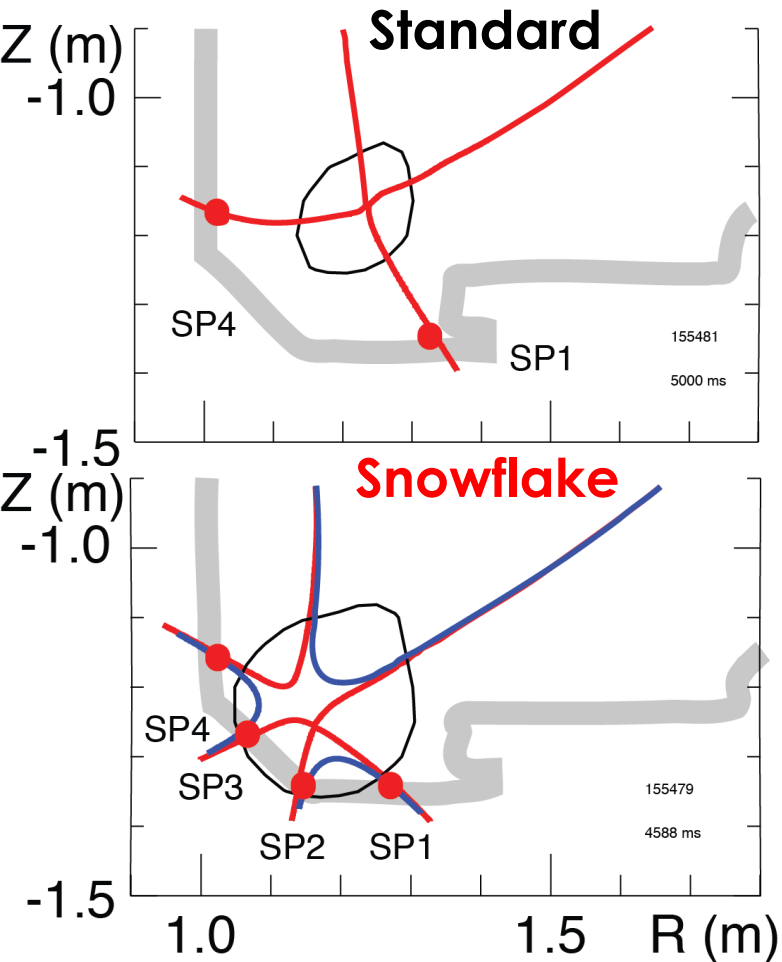 Standard
Z (m)
-1.0
SP4
SP1
155481
5000 ms
-1.5
Snowflake
Z (m)
-1.0
SP4
SP3
SP2
SP1
155479
4588 ms
-1.5
1.0
1.5
R (m)